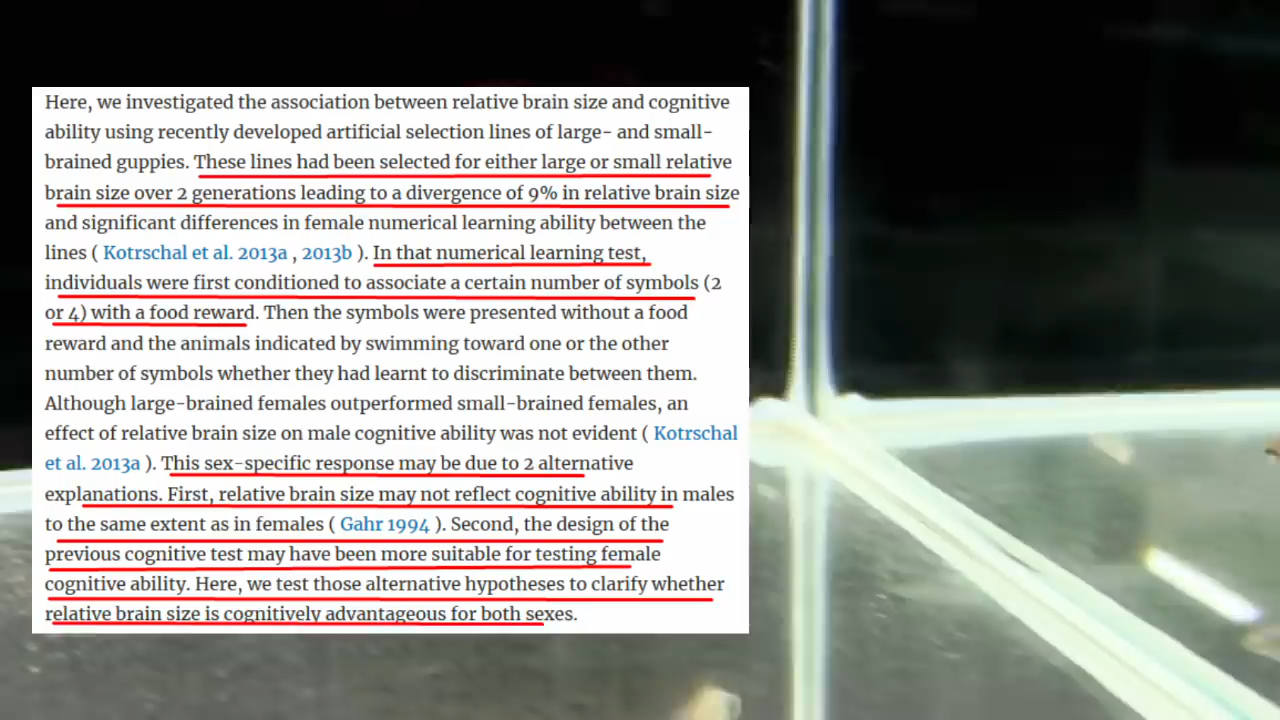 Here, we investigated the association between relative brain size and cognitive
ability using recently developed artificial selection lines of large- and small-
brained guppies. These lines had been selected for either large or small relative
brain size over 2 generations leading to a divergence of 9% in relative brain size
and significant differences in female numerical learning ability between the
lines ( Kotrschal et al. 2013a , 2013b ). In that numerical learning test,
individuals were first conditioned to associate a certain number of symbols (2
or 4) with a food reward. Then the symbols were presented without a food
reward and the animals indicated by swimming toward one or the other
number of symbols whether they had learnt to discriminate between them.
Although large-brained females outperformed small-brained females, an
effect of relative brain size on male cognitive ability was not evident ( Kotrschal
et al. 2013a ). This sex-specific response may be due to 2 alternative
explanations. First, relative brain size may not reflect cognitive ability in males
to the same extent as in females ( Gahr 1994 ). Second, the design of the
previous cognitive test may have been more suitable for testing female
cognitive ability. Here, we test those alternative hypotheses to clarify whether
relative brain size is cognitively advantageous for both sexes.